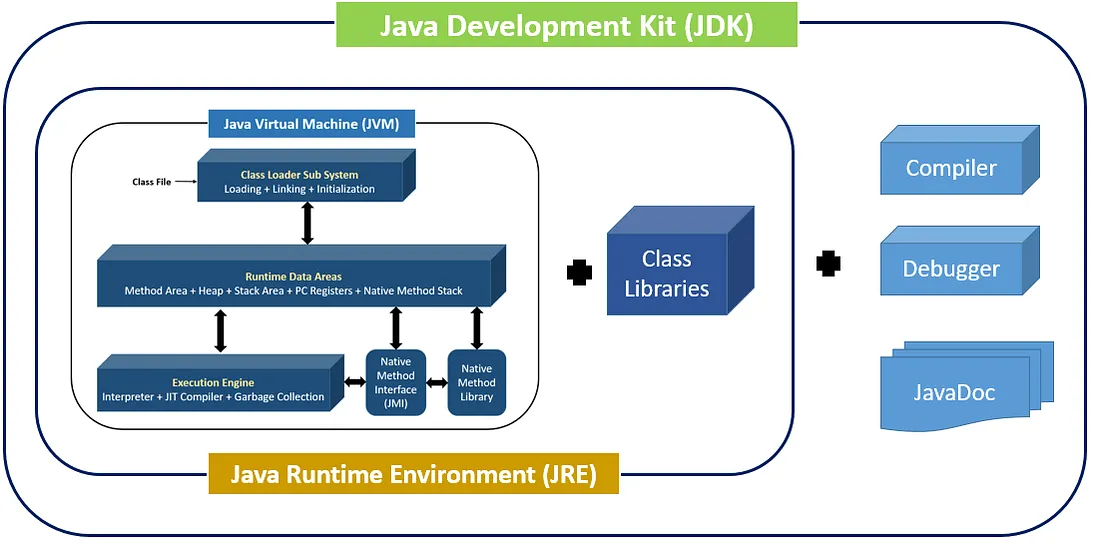 Java Development Kit (JDK)
Java Virtual Machine (JVM)
Class File
Class Loader Sub System
Loading + Linking + Initialization
Runtime Data Areas
Method Area + Heap + Stack Area + PC Registers + Native Method Stack
Execution Engine
Interpreter + JIT Compiler + Garbage Collection
Native
Method
Interface
(JMI)
Native
Method
Library
Class
Libraries
Compiler
Debugger
JavaDoc
Java Runtime Environment (JRE)